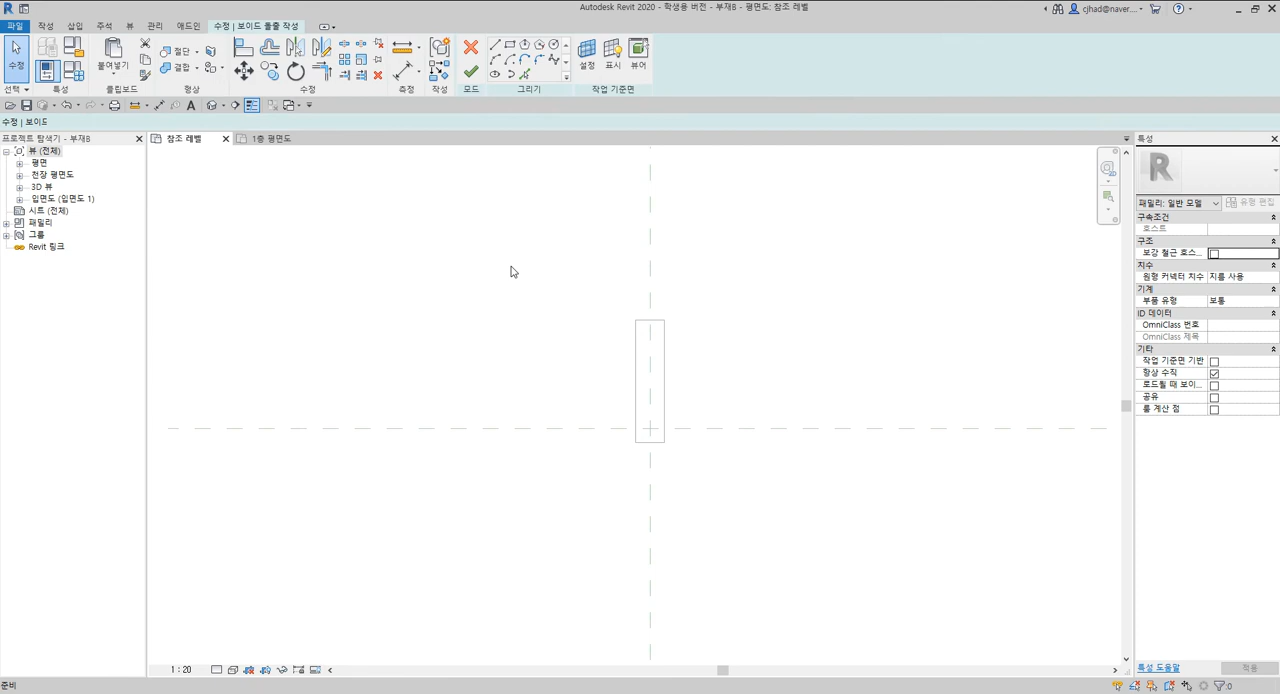 Autodesk Revit 2020 - 학생용 버전 - 부재B - 평면도: 참조 레벨
cjhad@naver....
파일 작성 삽입 주석 뷰 관리 애드인 수정 | 보이드 돌출 작성
수정
붙여넣기
절단
결합
설정 표시 뷰어
선택 특성 클립보드 형상 수정 측정 작성 모드 그리기 작업 기준면
수정 | 보이드
프로젝트 탐색기 - 부재B
참조 레벨
1층 평면도
특성
뷰 (전체)
평면
천장 평면도
3D 뷰
입면도 (입면도 1)
시트 (전체)
패밀리
그룹
Revit 링크
패밀리: 일반 모델
유형 편집
구속조건
호스트
구조
보강 철근 호스...
치수
원형 커넥터 치수 지름 사용
기계
부품 유형 보통
ID 데이터
OmniClass 번호
OmniClass 제목
기타
작업 기준면 기반
항상 수직
로드될 때 보이...
공유
룸 계산 점
1 : 20
특성 도움말
적용
준비
:0